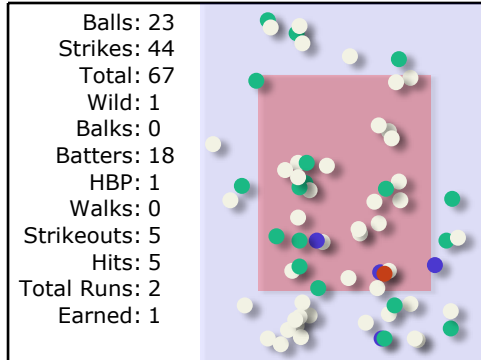 Balls: 23
Strikes: 44
Total: 67
Wild: 1
Balks: 0
Batters: 18
HBP: 1
Walks: 0
Strikeouts: 5
Hits: 5
Total Runs: 2
Earned: 1